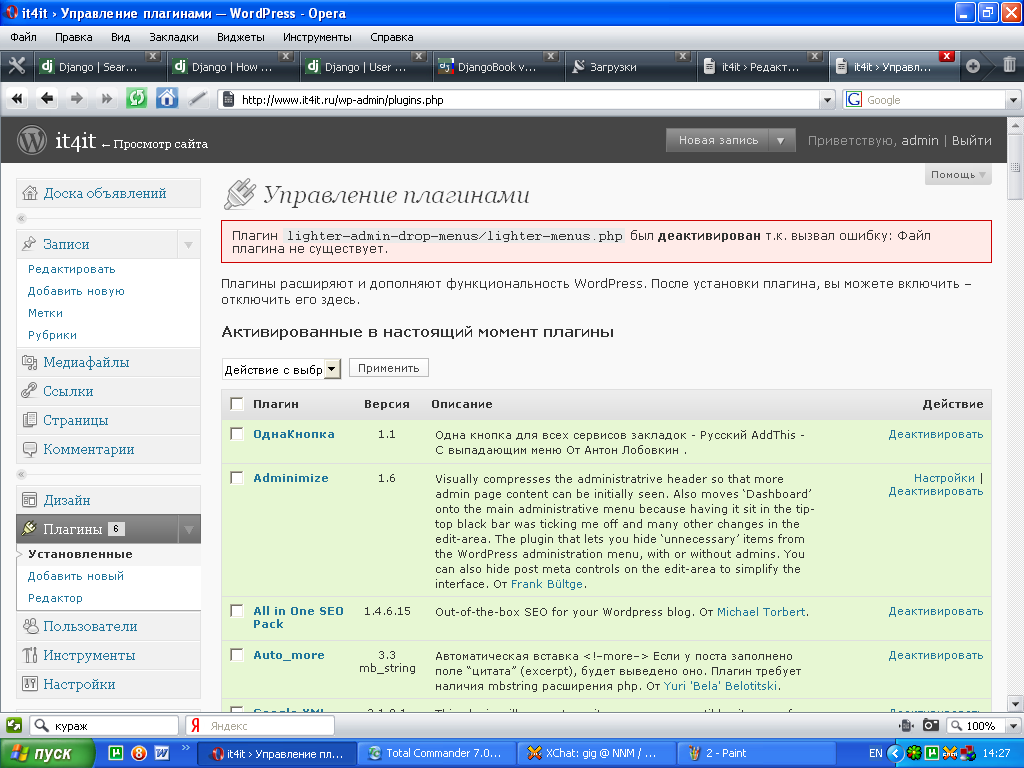 it4it › Управление плагинами — WordPress - Opera
Файл Правка Вид Закладки Виджеты Инструменты Справка
Django | Sear... Django | How ... Django | User ... DjangoBook v... Загрузки it4it › Редакт... it4it › Управл...
http://www.it4it.ru/wp-admin/plugins.php Google
it4it ← Просмотр сайта Новая запись Приветствую, admin | Выйти
Помощь
Доска объявлений
Управление плагинами
Плагин lighter-admin-drop-menus/lighter-menus.php был деактивирован т.к. вызвал ошибку: Файл
плагина не существует.
Записи
Редактировать
Добавить новую
Метки
Рубрики
Медиафайлы
Ссылки
Страницы
Комментарии
Дизайн
Плагины 6
Установленные
Добавить новый
Редактор
Пользователи
Инструменты
Настройки
Плагины расширяют и дополняют функциональность WordPress. После установки плагина, вы можете включить –
отключить его здесь.
Активированные в настоящий момент плагины
Действие с выбр Применить
Плагин Версия Описание Действие
ОднаКнопка 1.1 Одна кнопка для всех сервисов закладок - Русский AddThis - Деактивировать
С выпадающим меню От Антон Лобовкин .
Adminimize 1.6 Visually compresses the administratrive header so that more Настройки |
admin page content can be initially seen. Also moves ‘Dashboard’ Деактивировать
onto the main administrative menu because having it sit in the tip-
top black bar was ticking me off and many other changes in the
edit-area. The plugin that lets you hide ‘unnecessary’ items from
the WordPress administration menu, with or without admins. You
can also hide post meta controls on the edit-area to simplify the
interface. От Frank Bültge.
All in One SEO 1.4.6.15 Out-of-the-box SEO for your Wordpress blog. От Michael Torbert. Деактивировать
Pack
Auto_more 3.3 Автоматическая вставка <!–more–> Если у поста заполнено Деактивировать
mb_string поле “цитата” (excerpt), будет выведено оно. Плагин требует
наличия mbstring расширения php. От Yuri 'Bela' Belotitski.
кураж Яндекс 100%
пуск it4it › Управление пл... Total Commander 7.0... XChat: gig @ NNM / ... 2 - Paint EN 14:27